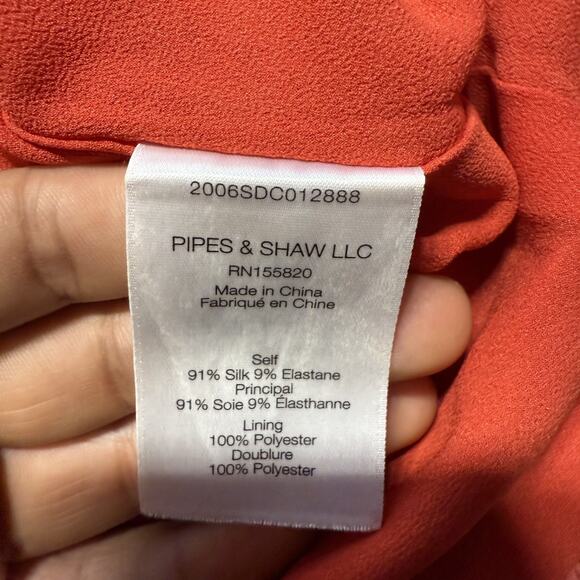 2006SDC012888
PIPES & SHAW LLC
RN155820
Made in China
Fabriqué en Chine
Self
91% Silk 9% Elastane
Principal
91% Soie 9% Élasthanne
Lining
100% Polyester
Doublure
100% Polyester